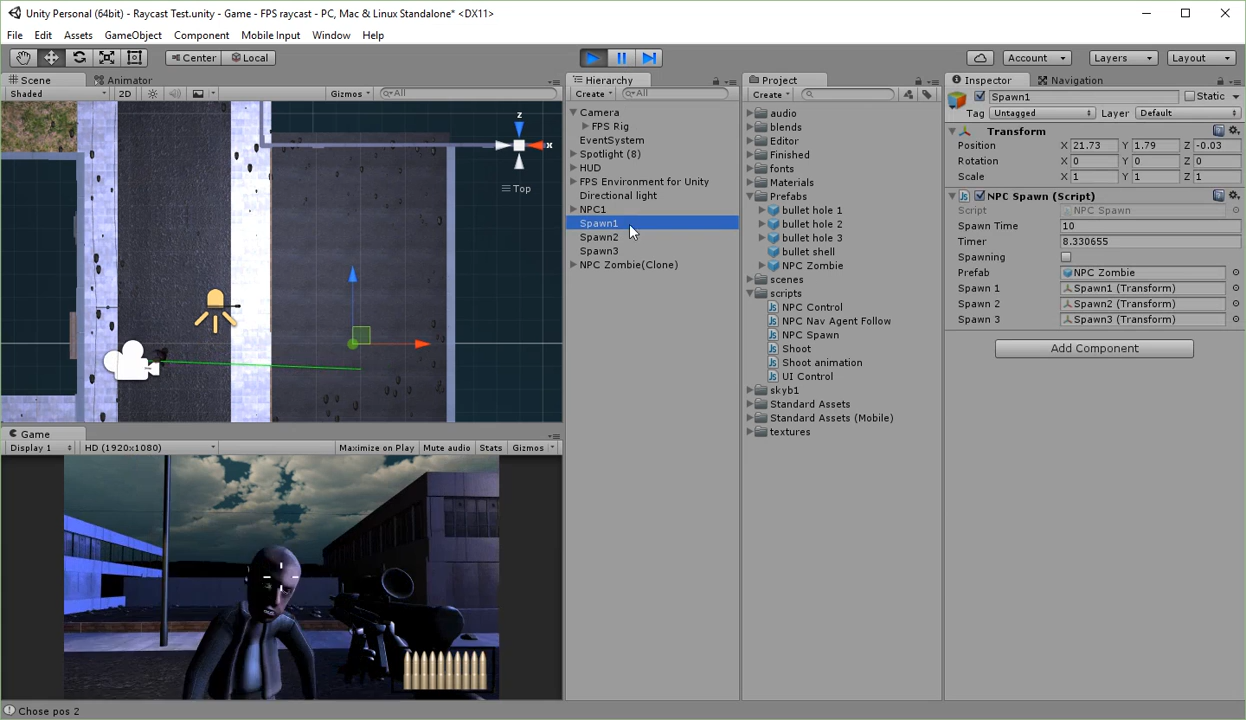 Unity Personal (64bit) - Raycast Test.unity - Game - FPS raycast - PC, Mac & Linux Standalone* <DX11>
File Edit Assets GameObject Component Mobile Input Window Help
Center Local Account Layers Layout
Scene Animator
Shaded 2D Gizmos All
z
x
Top
Game
Display 1 HD (1920x1080) Maximize on Play Mute audio Stats Gizmos
Hierarchy
Create All
Camera
FPS Rig
EventSystem
Spotlight (8)
HUD
FPS Environment for Unity
Directional light
NPC1
Spawn1
Spawn2
Spawn3
NPC Zombie(Clone)
Project
Create
audio
blends
Editor
Finished
fonts
Materials
Prefabs
bullet hole 1
bullet hole 2
bullet hole 3
bullet shell
NPC Zombie
scenes
scripts
NPC Control
NPC Nav Agent Follow
NPC Spawn
Shoot
Shoot animation
UI Control
skyb1
Standard Assets
Standard Assets (Mobile)
textures
Inspector Navigation
Spawn1 Static
Tag Untagged Layer Default
Transform
Position X 21.73 Y 1.79 Z -0.03
Rotation X 0 Y 0 Z 0
Scale X 1 Y 1 Z 1
NPC Spawn (Script)
Script NPC Spawn
Spawn Time 10
Timer 8.330655
Spawning
Prefab NPC Zombie
Spawn 1 Spawn1 (Transform)
Spawn 2 Spawn2 (Transform)
Spawn 3 Spawn3 (Transform)
Add Component
Chose pos 2